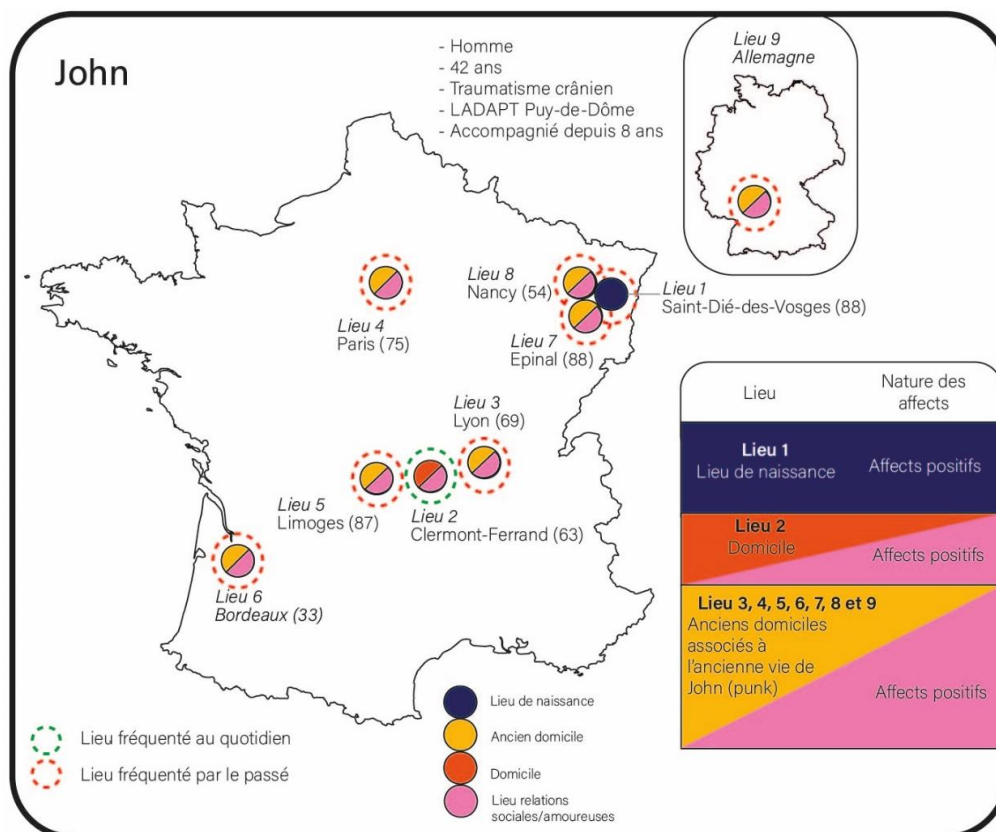 John
- Homme
- 42 ans
- Traumatisme crânien
- LADAPT Puy-de-Dôme
- Accompagnié depuis 8 ans
Lieu 9
Allemagne
Lieu 8
Nancy (54)
Lieu 1
Saint-Dié-des-Vosges (88)
Lieu 4
Paris (75)
Lieu 7
Epinal (88)
Lieu 3
Lyon (69)
Lieu 5
Limoges (87)
Lieu 2
Clermont-Ferrand (63)
Lieu 6
Bordeaux (33)
Lieu
Nature des
affects
Lieu 1
Lieu de naissance
Affects positifs
Lieu 2
Domicile
Affects positifs
Lieu 3, 4, 5, 6, 7, 8 et 9
Anciens domiciles
associés à
l'ancienne vie de
John (punk)
Affects positifs
Lieu fréquenté au quotidien
Lieu fréquenté par le passé
Lieu de naissance
Ancien domicile
Domicile
Lieu relations
sociales/amoureuses